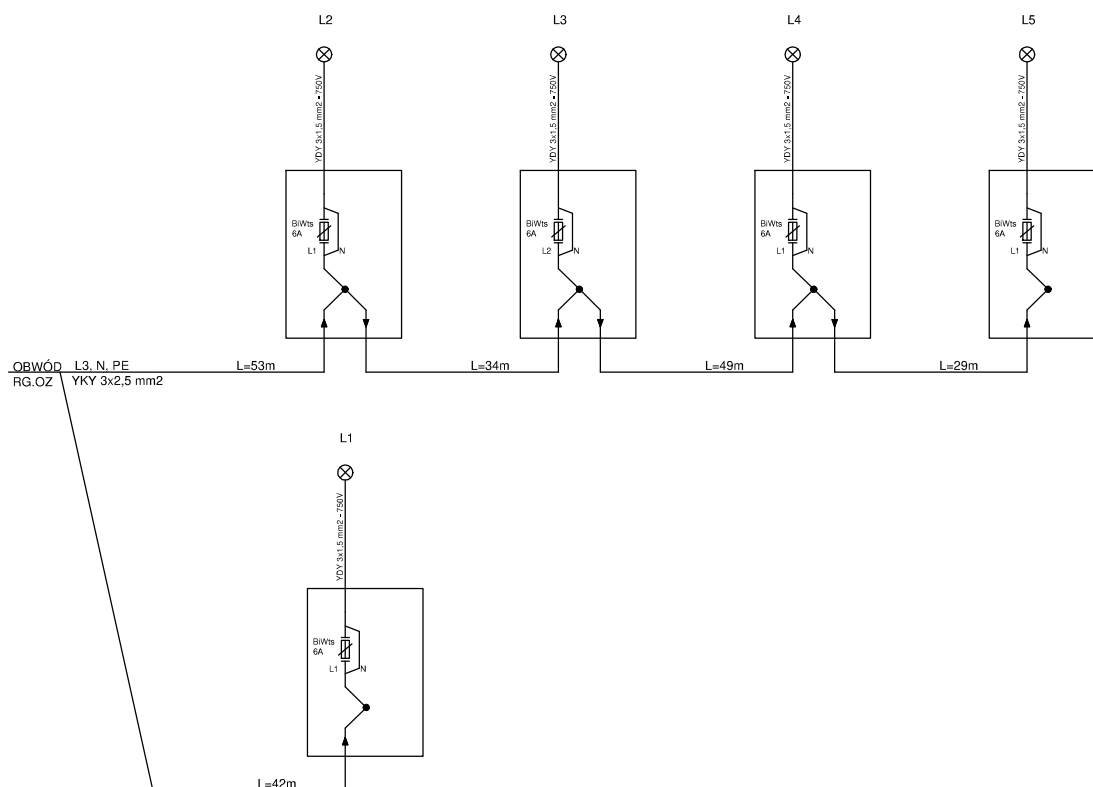 L2 L3 L4 L5
YDY 3x1,5 mm2 - 750V YDY 3x1,5 mm2 - 750V YDY 3x1,5 mm2 - 750V YDY 3x1,5 mm2 - 750V
BiWts BiWts BiWts BiWts
6A 6A 6A 6A
L1 N L2 N L1 N L1 N
OBWÓD L3, N, PE L=53m L=34m L=49m L=29m
RG.OZ YKY 3x2,5 mm2
L1
YDY 3x1,5 mm2 - 750V
BiWts
6A
L1 N
L=42m